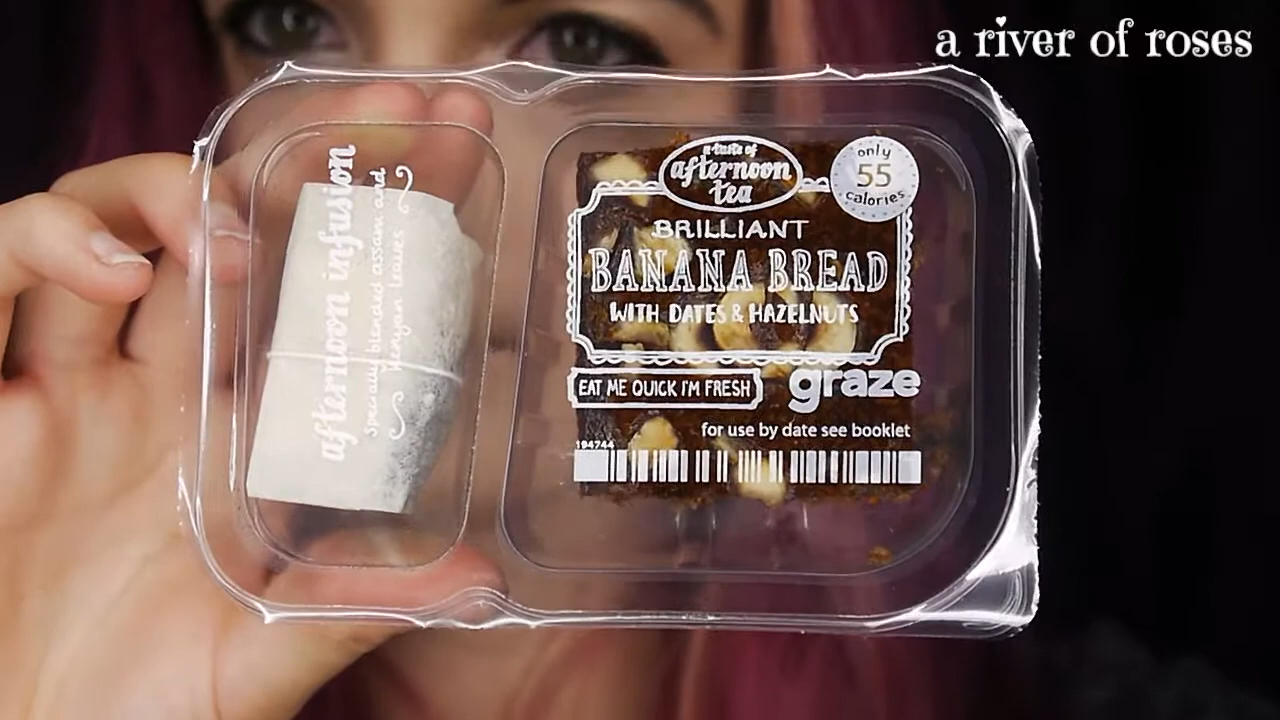 a river of roses
afternoon infusion
specially blended assam and
Kenyan leaves
a taste of
afternoon
tea
only
55
calories
BRILLIANT
BANANA BREAD
WITH DATES & HAZELNUTS
EAT ME QUICK I'M FRESH
graze
for use by date see booklet
194744